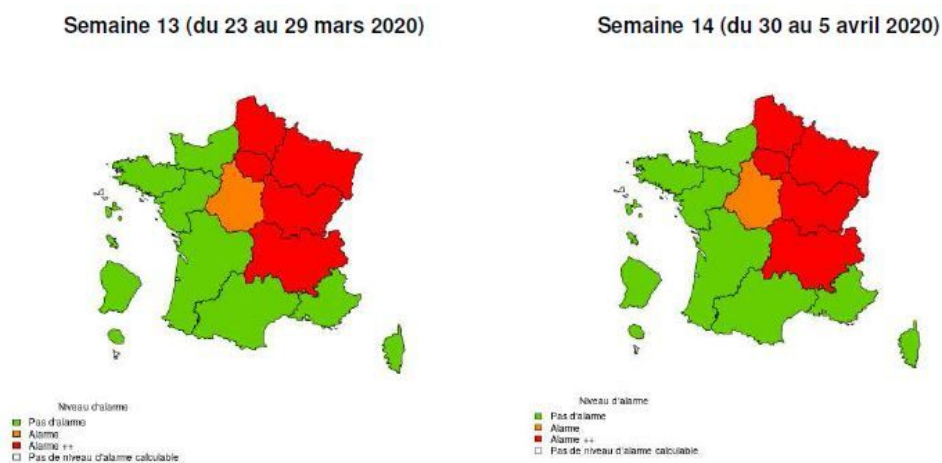 Semaine 13 (du 23 au 29 mars 2020)
Semaine 14 (du 30 au 5 avril 2020)
Niveau d'alarme
Pas d'alarme
Alarme
Alarme ++
Pas de niveau d'alarme calculable
Niveau d'alarme
Pas d'alarme
Alarme
Alarme ++
Pas de niveau d'alarme calculable